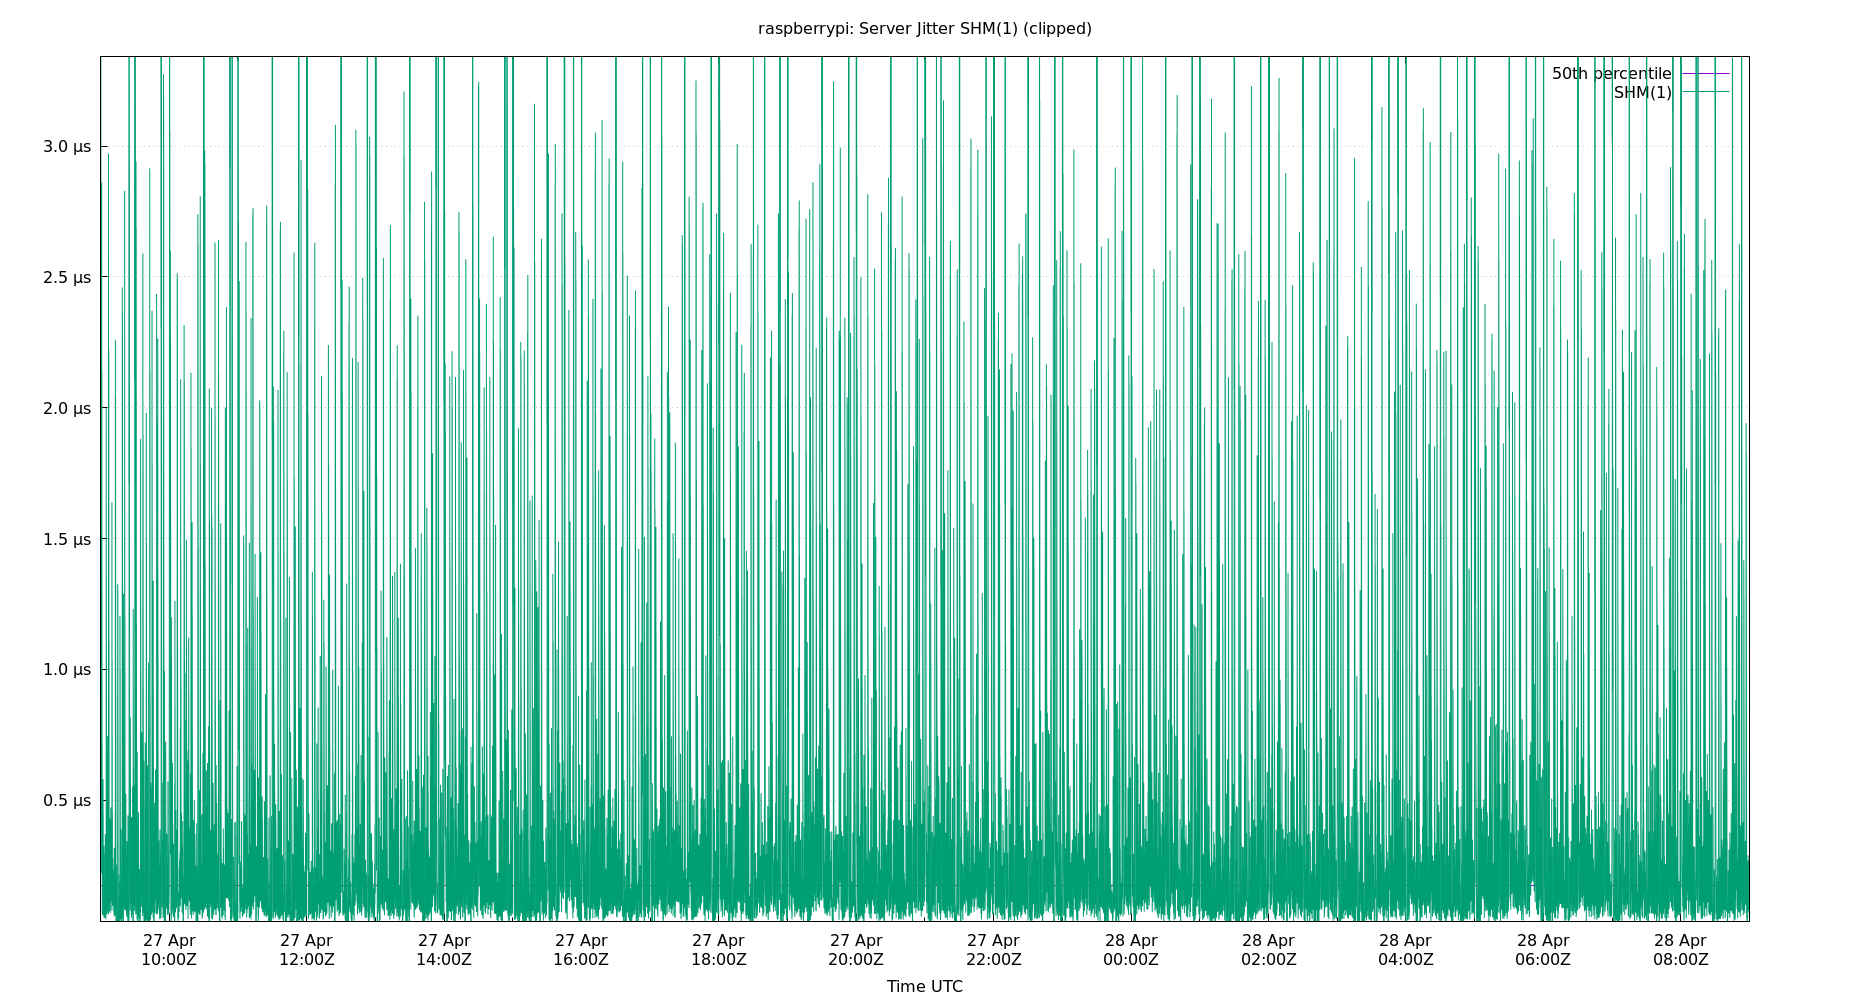 raspberrypi: Server Jitter SHM(1) (clipped)
50th percentile
SHM(1)
3.0 µs
2.5 µs
2.0 µs
1.5 µs
1.0 µs
0.5 µs
27 Apr 27 Apr 27 Apr 27 Apr 27 Apr 27 Apr 27 Apr 28 Apr 28 Apr 28 Apr 28 Apr 28 Apr
10:00Z 12:00Z 14:00Z 16:00Z 18:00Z 20:00Z 22:00Z 00:00Z 02:00Z 04:00Z 06:00Z 08:00Z
Time UTC